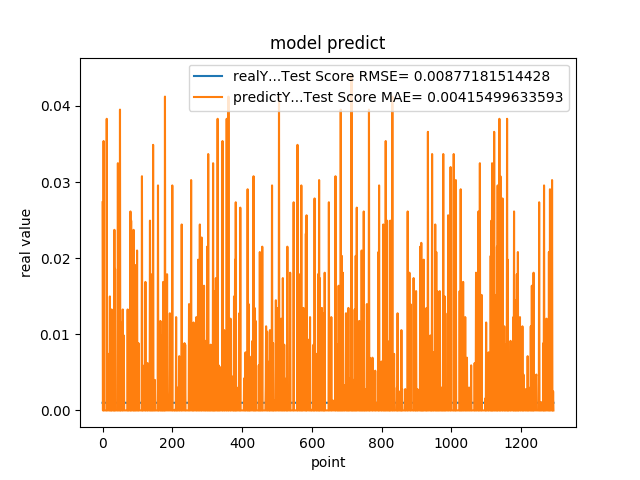 model predict
realY...Test Score RMSE= 0.00877181514428
predictY...Test Score MAE= 0.00415499633593
0.04
0.03
0.02
0.01
0.00
real value
0 200 400 600 800 1000 1200
point